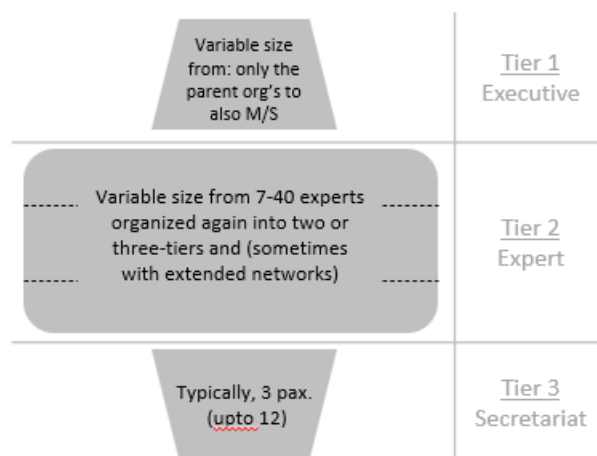 Variable size
from: only the
parent org's to
also M/S
Tier 1
Executive
Variable size from 7-40 experts
organized again into two or
three-tiers and (sometimes
with extended networks)
Tier 2
Expert
Typically, 3 pax.
(upto 12)
Tier 3
Secretariat